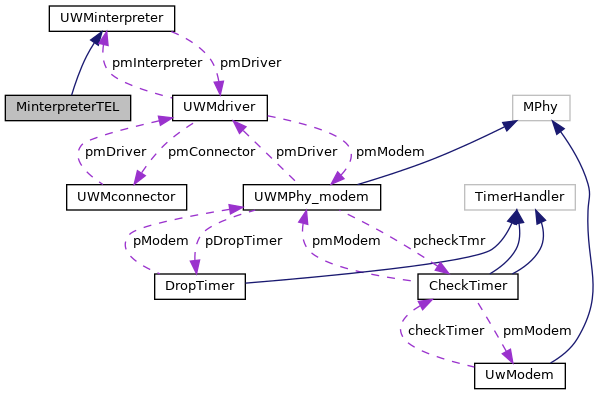 UWMinterpreter
pmInterpreter
pmDriver
MinterpreterTEL
UWMdriver
MPhy
pmDriver
pmConnector
pmDriver
pmModem
UWMconnector
UWMPhy_modem
TimerHandler
pModem
pDropTimer
pmModem
pcheckTmr
DropTimer
CheckTimer
checkTimer
pmModem
UwModem